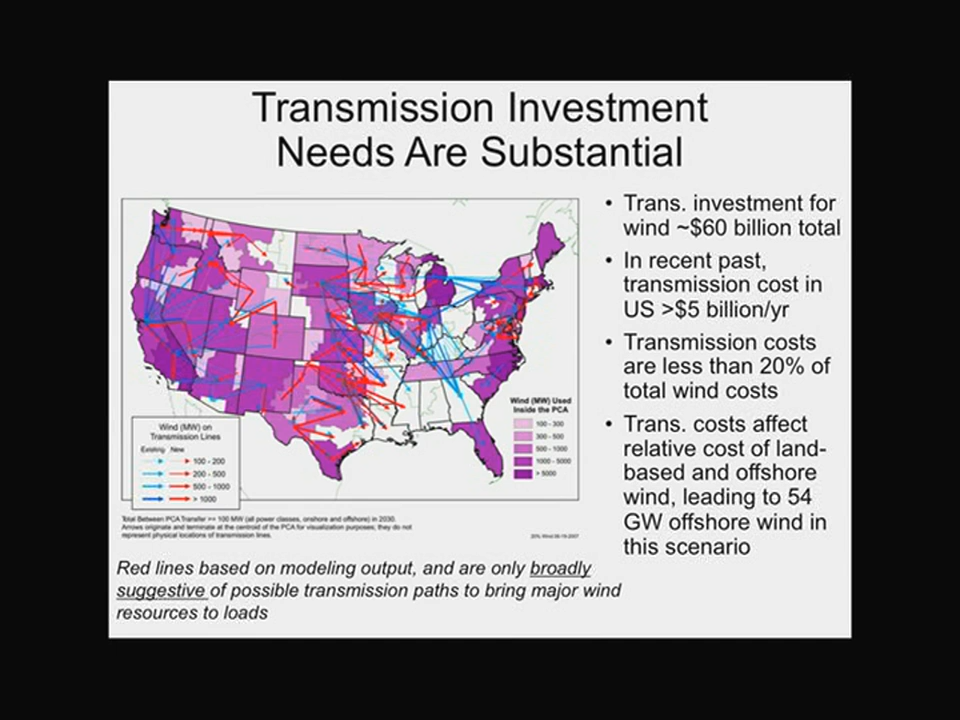 Transmission Investment
Needs Are Substantial
• Trans. investment for
wind ~$60 billion total
• In recent past,
transmission cost in
US >$5 billion/yr
• Transmission costs
are less than 20% of
total wind costs
• Trans. costs affect
relative cost of land-
based and offshore
wind, leading to 54
GW offshore wind in
this scenario
Wind (MW) Used
Inside the PCA
100 - 300
300 - 500
500 - 1000
1000 - 5000
> 5000
Wind (MW) on
Transmission Lines
Existing New
100 - 200
200 - 500
500 - 1000
> 1000
Total Between PCA Transfer >= 100 MW (all power classes, onshore and offshore) in 2030.
Arrows originate and terminate at the centroid of the PCA for visualization purposes; they do not
represent physical locations of transmission lines.
20% Wind 06-19-2007
Red lines based on modeling output, and are only broadly
suggestive of possible transmission paths to bring major wind
resources to loads